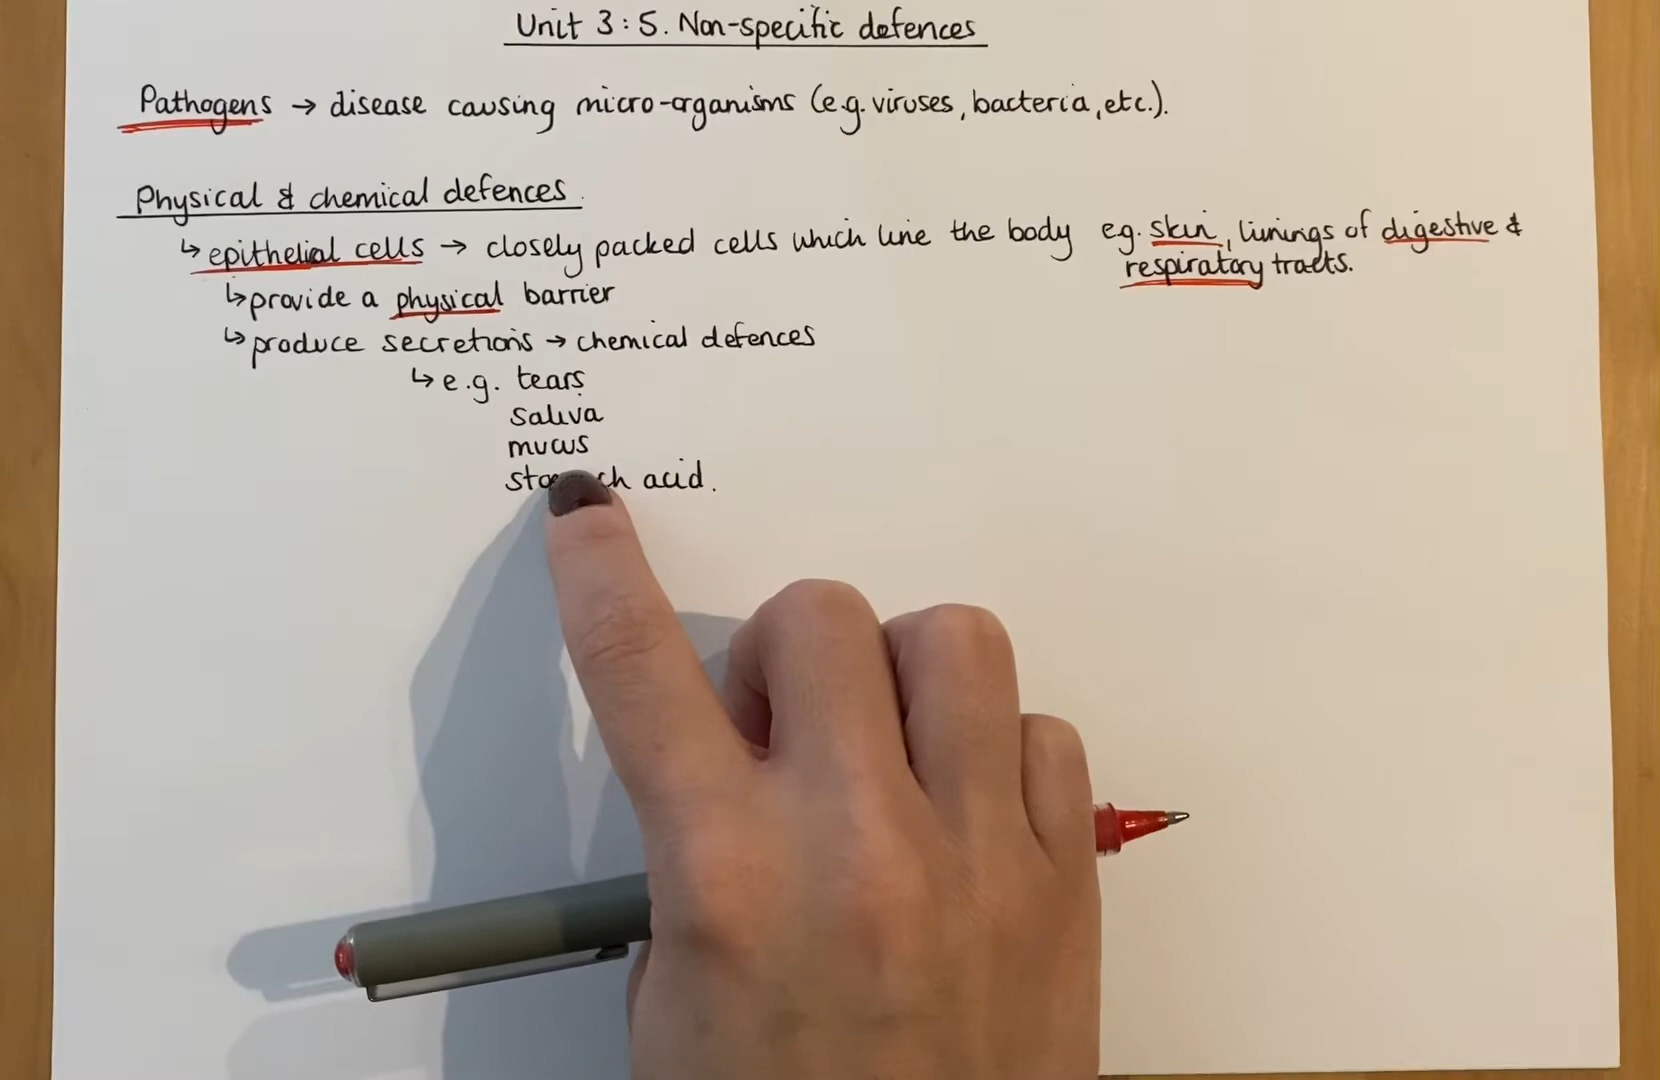 Unit 3 : 5. Non-specific defences
Pathogens → disease causing micro-organisms (e.g. viruses, bacteria, etc.).
Physical & chemical defences.
↳ epithelial cells → closely packed cells which line the body e.g. skin, linings of digestive &
respiratory tracts.
↳ provide a physical barrier
↳ produce secretions → chemical defences
↳ e.g. tears
saliva
mucus
acid.